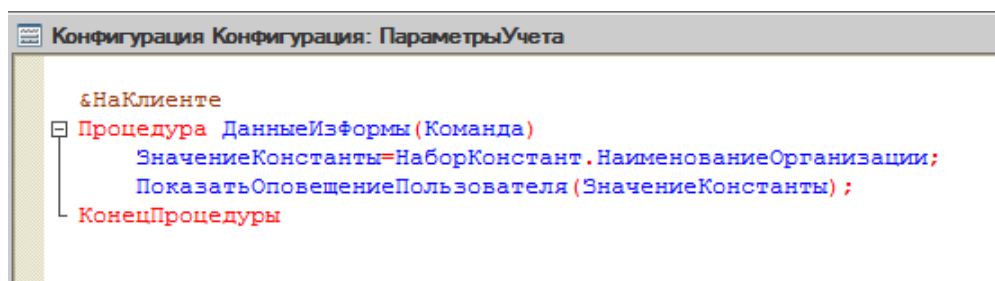 Конфигурация Конфигурация: ПараметрыУчета
&НаКлиенте
Процедура ДанныеИзФормы(Команда)
ЗначениеКонстанты=НаборКонстант.НаименованиеОрганизации;
ПоказатьОповещениеПользователя(ЗначениеКонстанты);
КонецПроцедуры